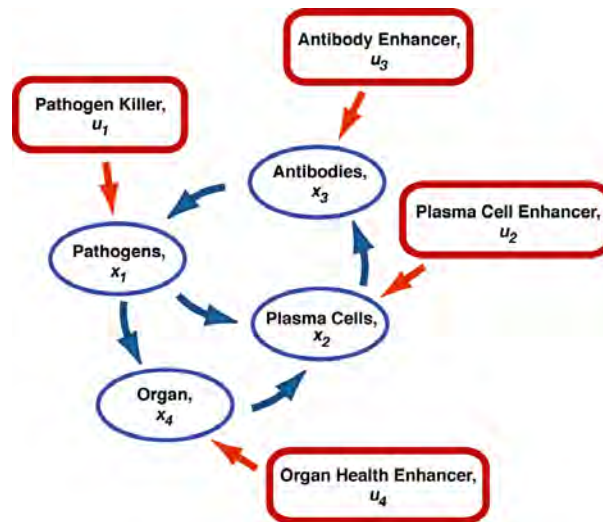 Antibody Enhancer,
u3
Pathogen Killer,
u1
Antibodies,
x3
Plasma Cell Enhancer,
u2
Pathogens,
x1
Plasma Cells,
x2
Organ,
x4
Organ Health Enhancer,
u4